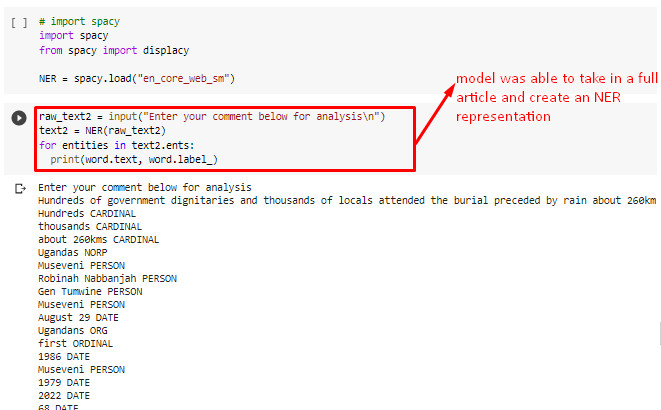 [ ] # import spacy
import spacy
from spacy import displacy
NER = spacy.load("en_core_web_sm")
model was able to take in a full
article and create an NER
representation
raw_text2 = input("Enter your comment below for analysis\n")
text2 = NER(raw_text2)
for entities in text2.ents:
  print(word.text, word.label_)
Enter your comment below for analysis
Hundreds of government dignitaries and thousands of locals attended the burial preceded by rain about 260km
Hundreds CARDINAL
thousands CARDINAL
about 260kms CARDINAL
Ugandas NORP
Museveni PERSON
Robinah Nabbanjah PERSON
Gen Tumwine PERSON
Museveni PERSON
August 29 DATE
Ugandans ORG
first ORDINAL
1986 DATE
Museveni PERSON
1979 DATE
2022 DATE
68 DATE